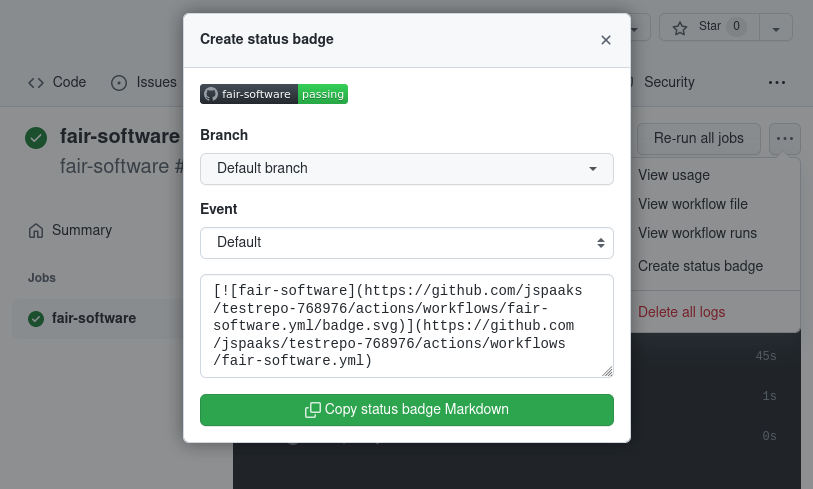 Create status badge
×
Star 0
Code
Issues
Security
fair-software passing
fair-software
fair-software #
Branch
Re-run all jobs
Default branch
View usage
View workflow file
Event
Summary
View workflow runs
Default
Create status badge
Jobs
[![fair-software](https://github.com/jspaaks
/testrepo-768976/actions/workflows/fair-
software.yml/badge.svg)](https://github.com
/jspaaks/testrepo-768976/actions/workflows
/fair-software.yml)
Delete all logs
fair-software
45s
1s
Copy status badge Markdown
0s